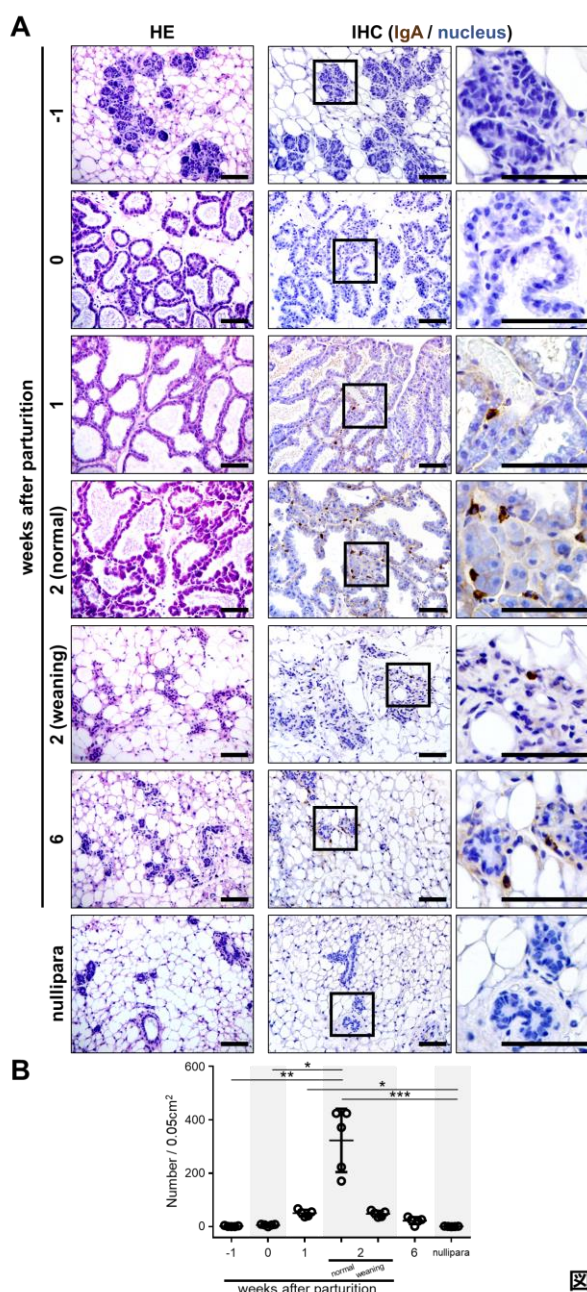 A
HE
IHC (IgA / nucleus)
weeks after parturition
-1
0
1
2 (normal)
2 (weaning)
6
nullipara
B
Number / 0.05cm²
600
400
200
0
*
**
*
***
-1 0 1 2 6 nullipara
normal weaning
weeks after parturition
図